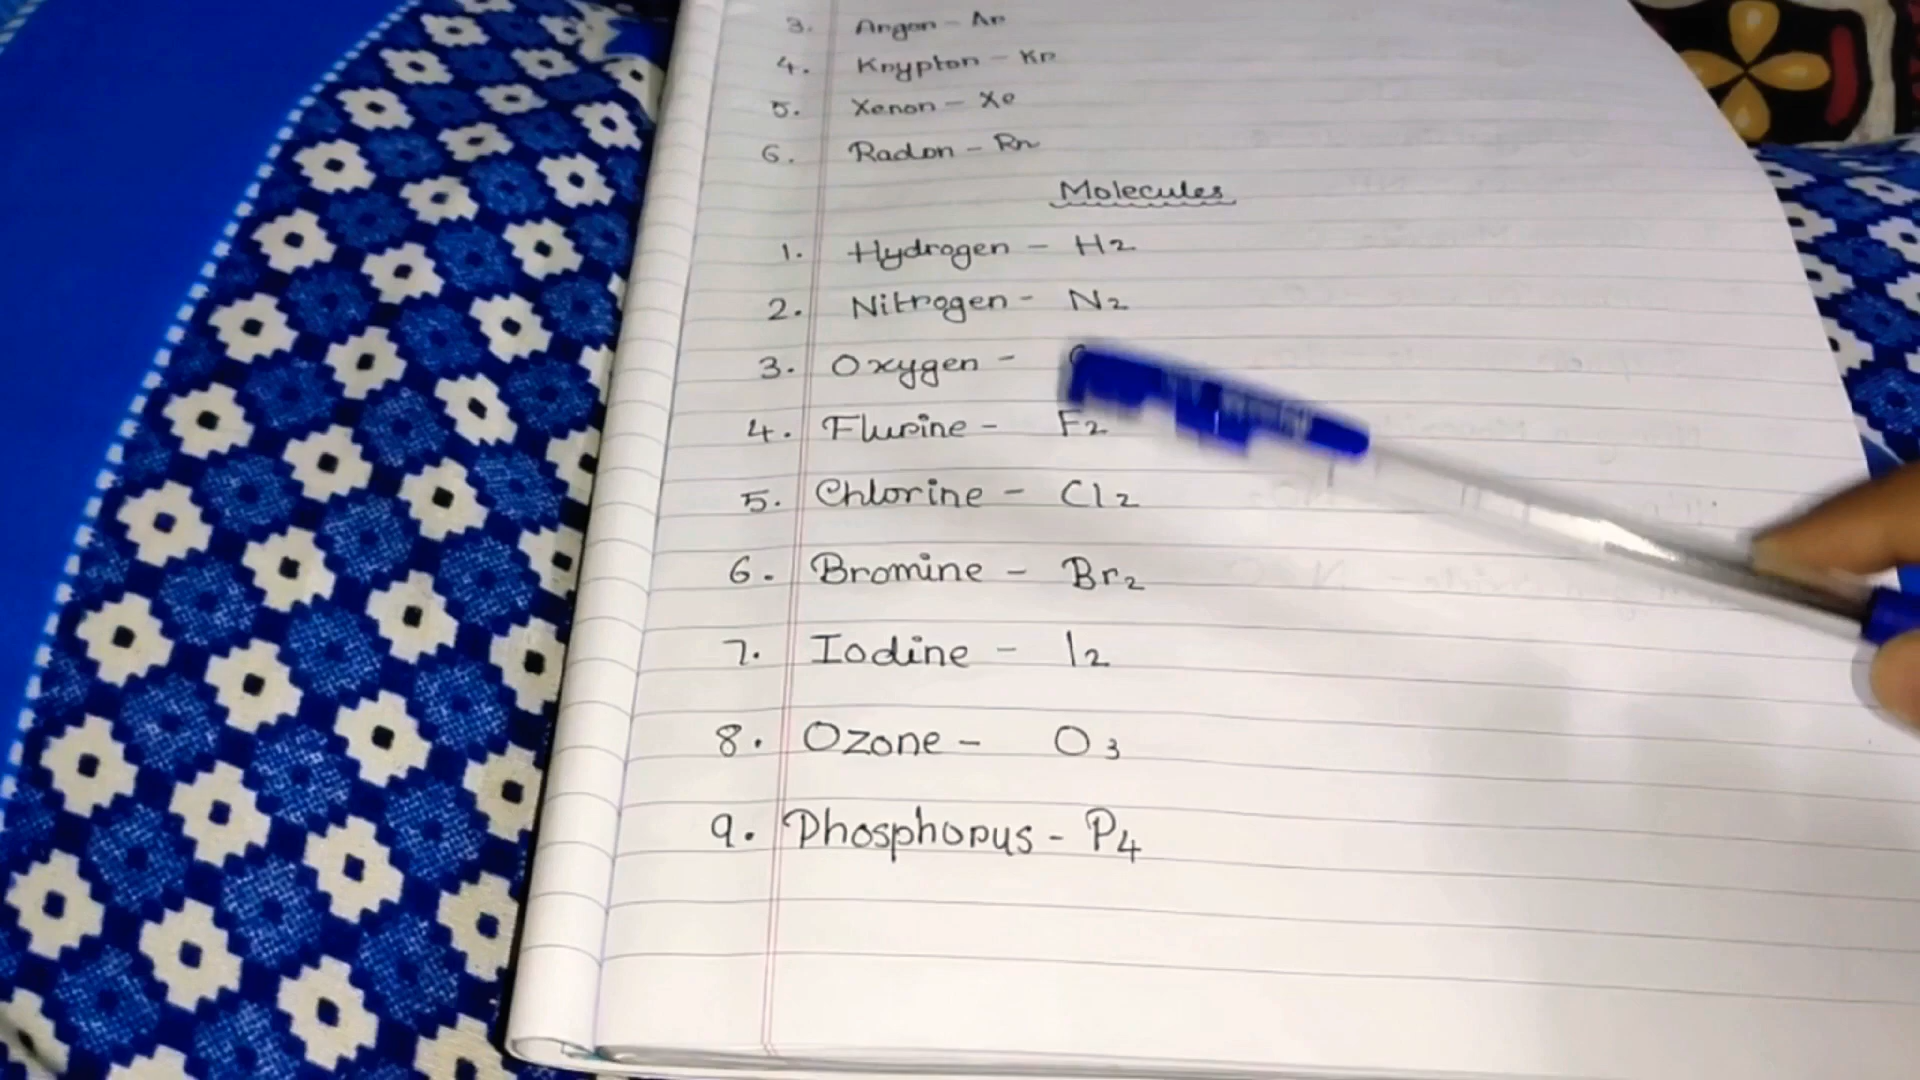 3. Argon - Ar
4. Krypton - Kr
5. Xenon - Xe
6. Radon - Rn
Molecules
1. Hydrogen - H2
2. Nitrogen - N2
3. Oxygen -
4. Flurine - F2
5. Chlorine - Cl2
6. Bromine - Br2
7. Iodine - I2
8. Ozone - O3
9. Phosphorus - P4